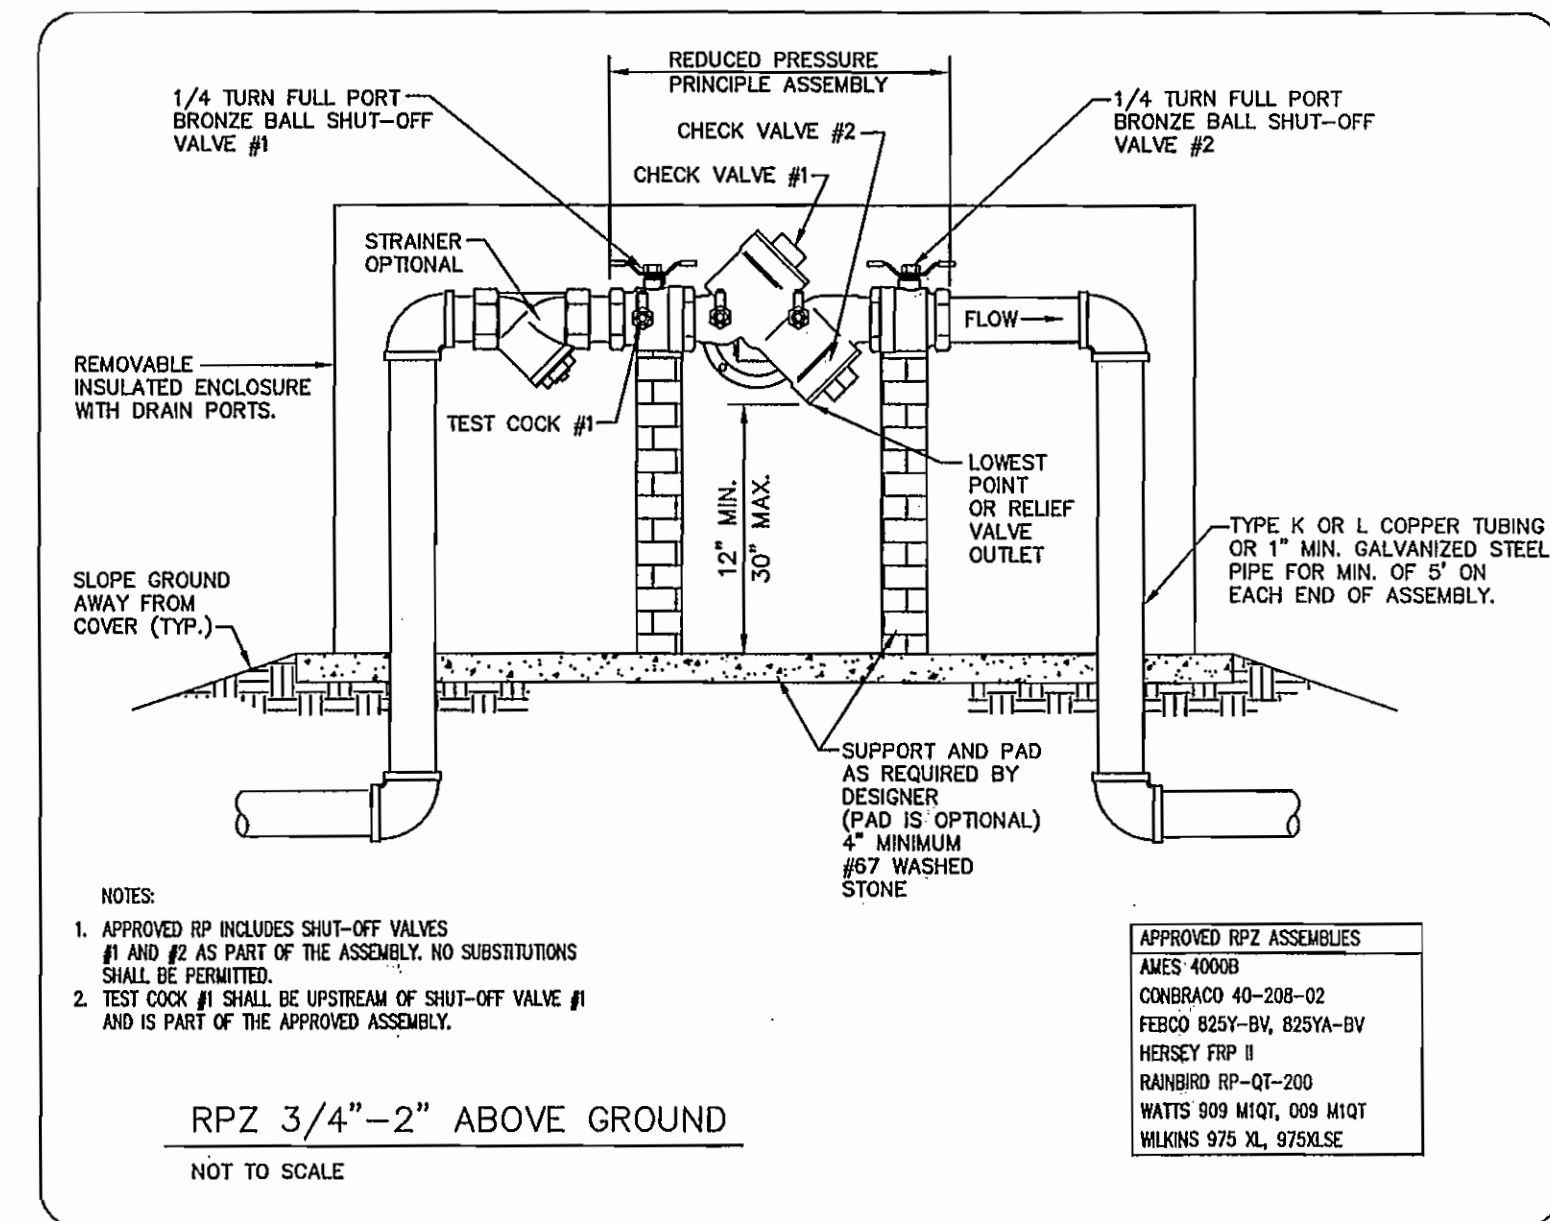 REDUCED PRESSURE
PRINCIPLE ASSEMBLY
1/4 TURN FULL PORT
BRONZE BALL SHUT-OFF
VALVE #1
CHECK VALVE #2
CHECK VALVE #1
1/4 TURN FULL PORT
BRONZE BALL SHUT-OFF
VALVE #2
STRAINER
OPTIONAL
FLOW
REMOVABLE
INSULATED ENCLOSURE
WITH DRAIN PORTS.
TEST COCK #1
12" MIN.
30" MAX.
LOWEST
POINT
OR RELIEF
VALVE
OUTLET
TYPE K OR L COPPER TUBING
OR 1" MIN. GALVANIZED STEEL
PIPE FOR MIN. OF 5' ON
EACH END OF ASSEMBLY.
SLOPE GROUND
AWAY FROM
COVER (TYP.)
SUPPORT AND PAD
AS REQUIRED BY
DESIGNER
(PAD IS OPTIONAL)
4" MINIMUM
#67 WASHED
STONE
NOTES:
1. APPROVED RP INCLUDES SHUT-OFF VALVES
#1 AND #2 AS PART OF THE ASSEMBLY. NO SUBSTITUTIONS
SHALL BE PERMITTED.
2. TEST COCK #1 SHALL BE UPSTREAM OF SHUT-OFF VALVE #1
AND IS PART OF THE APPROVED ASSEMBLY.
APPROVED RPZ ASSEMBLIES
AMES 4000B
CONBRACO 40-208-02
FEBCO 825Y-BV, 825YA-BV
HERSEY FRP II
RAINBIRD RP-QT-200
WATTS 909 M1QT, 009 M1QT
WILKINS 975 XL, 975XLSE
RPZ 3/4"-2" ABOVE GROUND
NOT TO SCALE